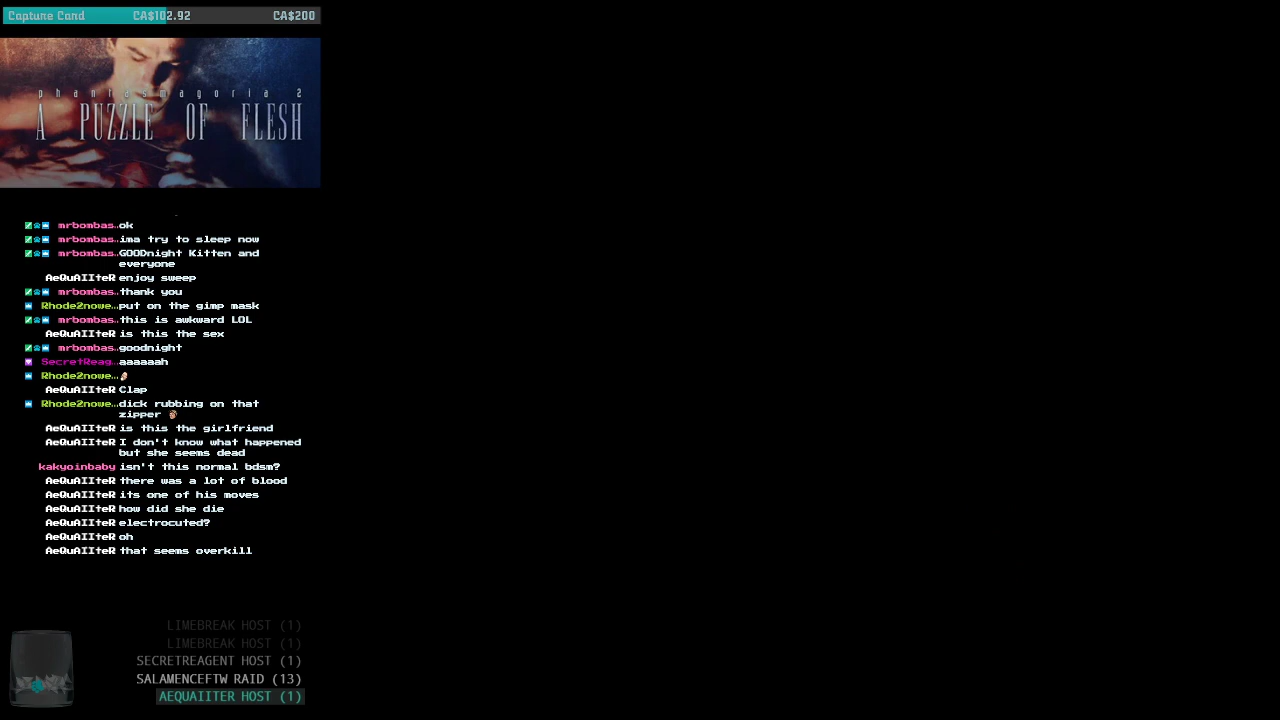 Capture Card CA$102.92 CA$200
phantasmagoria 2
A PUZZLE OF FLESH
mrbombas.. ok
mrbombas.. ima try to sleep now
mrbombas.. GOODnight Kitten and
everyone
AeQuAIIteR enjoy sweep
mrbombas.. thank you
Rhode2nowe.. put on the gimp mask
mrbombas.. this is awkward LOL
AeQuAIIteR is this the sex
mrbombas.. goodnight
SecretReag.. aaaaaah
Rhode2nowe..
AeQuAIIteR Clap
Rhode2nowe.. dick rubbing on that
zipper
AeQuAIIteR is this the girlfriend
AeQuAIIteR I don't know what happened
but she seems dead
kakyoinbaby isn't this normal bdsm?
AeQuAIIteR there was a lot of blood
AeQuAIIteR its one of his moves
AeQuAIIteR how did she die
AeQuAIIteR electrocuted?
AeQuAIIteR oh
AeQuAIIteR that seems overkill
LIMEBREAK HOST (1)
LIMEBREAK HOST (1)
SECRETREAGENT HOST (1)
SALAMENCEFTW RAID (13)
AEQUAIITER HOST (1)